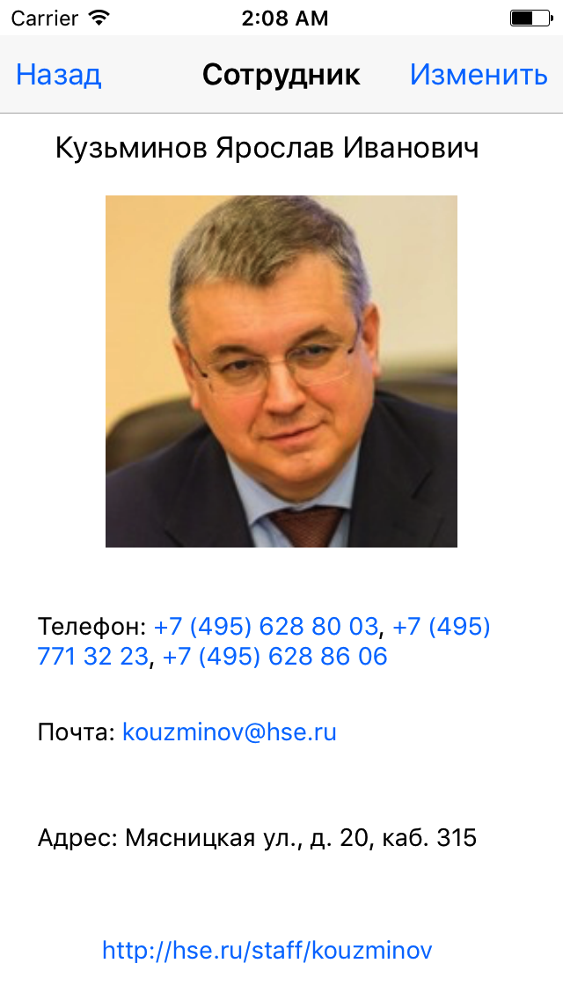 Carrier 2:08 AM
Назад Сотрудник Изменить
Кузьминов Ярослав Иванович
Телефон: +7 (495) 628 80 03, +7 (495)
771 32 23, +7 (495) 628 86 06
Почта: kouzminov@hse.ru
Адрес: Мясницкая ул., д. 20, каб. 315
http://hse.ru/staff/kouzminov